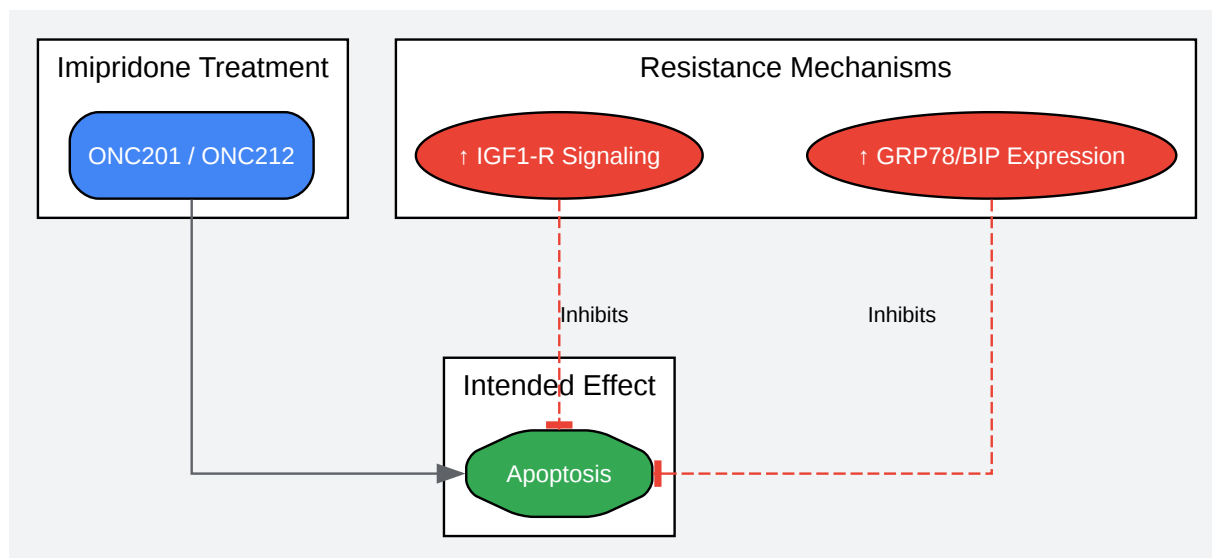 Imipridone Treatment
Resistance Mechanisms
ONC201 / ONC212
↑ IGF1-R Signaling
↑ GRP78/BIP Expression
Inhibits
Inhibits
Intended Effect
Apoptosis